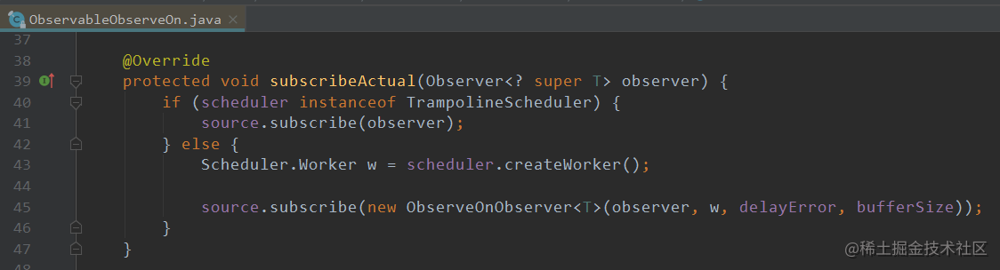 ObservableObserveOn.java
37
38 @Override
39 protected void subscribeActual(Observer<? super T> observer) {
40 if (scheduler instanceof TrampolineScheduler) {
41 source.subscribe(observer);
42 } else {
43 Scheduler.Worker w = scheduler.createWorker();
44
45 source.subscribe(new ObserveOnObserver<T>(observer, w, delayError, bufferSize));
46 }
47 }
48
@稀土掘金技术社区